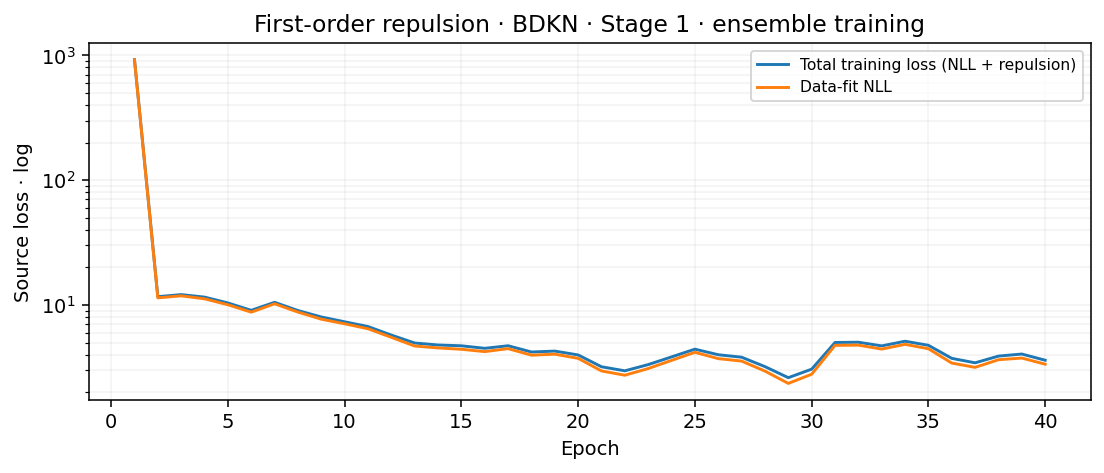 First-order repulsion · BDKN · Stage 1 · ensemble training
Total training loss (NLL + repulsion)
Data-fit NLL
Source loss · log
10³
10²
10¹
0 5 10 15 20 25 30 35 40
Epoch